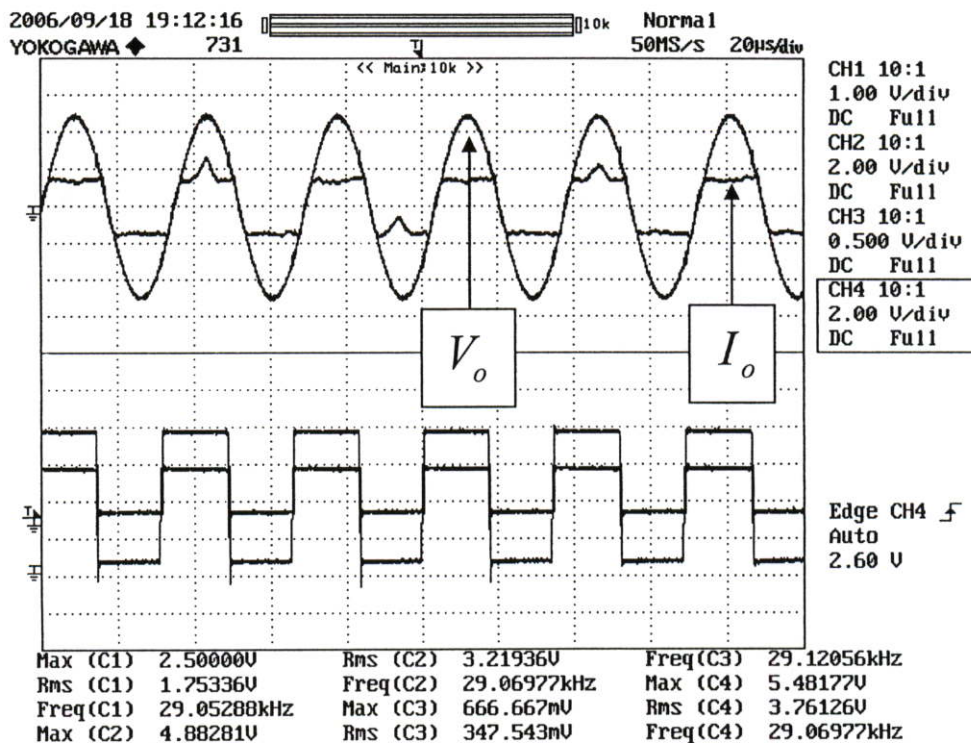 2006/09/18 19:12:16
10k
Normal
YOKOGAWA ◆ 731
50MS/s 20µs/div
<< Main:10k >>
CH1 10:1
1.00 V/div
DC Full
CH2 10:1
2.00 V/div
DC Full
CH3 10:1
0.500 V/div
DC Full
CH4 10:1
2.00 V/div
DC Full
Vo
Io
Edge CH4
Auto
2.60 V
Max (C1) 2.50000V Rms (C2) 3.21936V Freq(C3) 29.12056kHz
Rms (C1) 1.75336V Freq(C2) 29.06977kHz Max (C4) 5.48177V
Freq(C1) 29.05288kHz Max (C3) 666.667mV Rms (C4) 3.76126V
Max (C2) 4.88281V Rms (C3) 347.543mV Freq(C4) 29.06977kHz